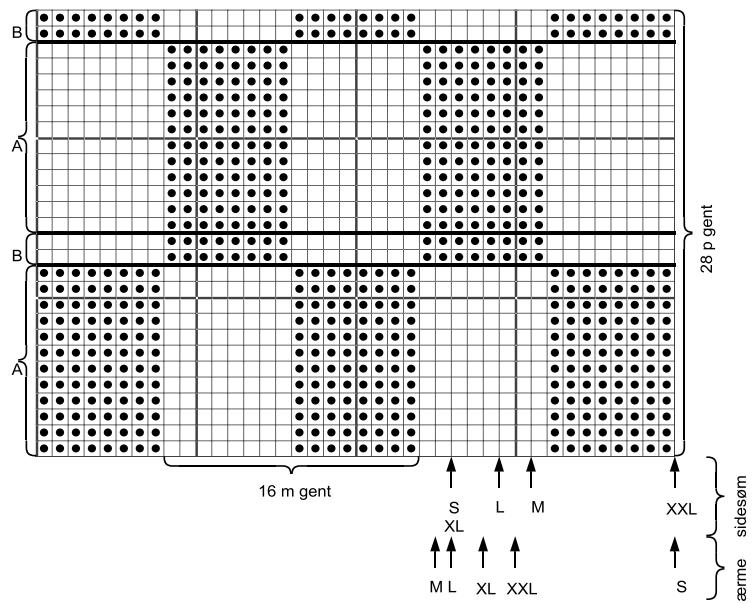 B
A
28 p gent
B
A
16 m gent
S L M XXL
XL
sidesøm
M L XL XXL S
ærme